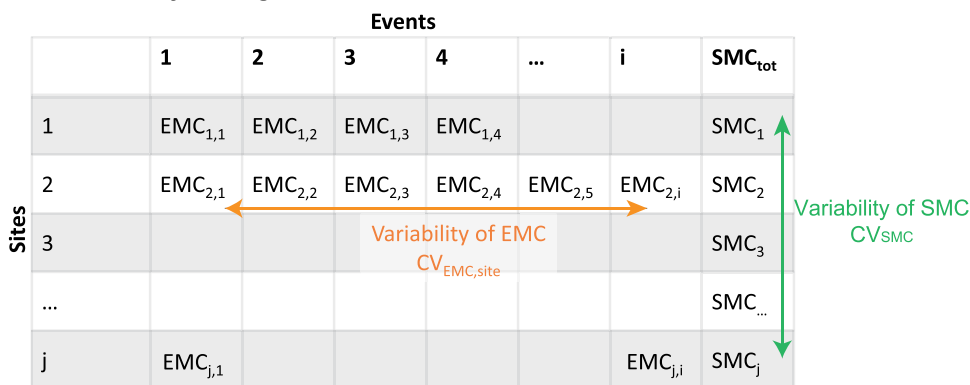 Events
1 2 3 4 ... i SMCtot
1 EMC1,1 EMC1,2 EMC1,3 EMC1,4 SMC1
2 EMC2,1 EMC2,2 EMC2,3 EMC2,4 EMC2,5 EMC2,i SMC2
Sites
3 SMC3
Variability of EMC
CVEMC,site
... SMC...
j EMCj,1 EMCj,i SMCj
Variability of SMC
CVSMC